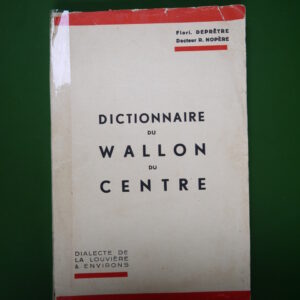 Flori. DEPRÊTRE
Docteur R. NOPÈRE
DICTIONNAIRE
DU
WALLON
DU
CENTRE
DIALECTE DE
LA LOUVIÈRE
& ENVIRONS